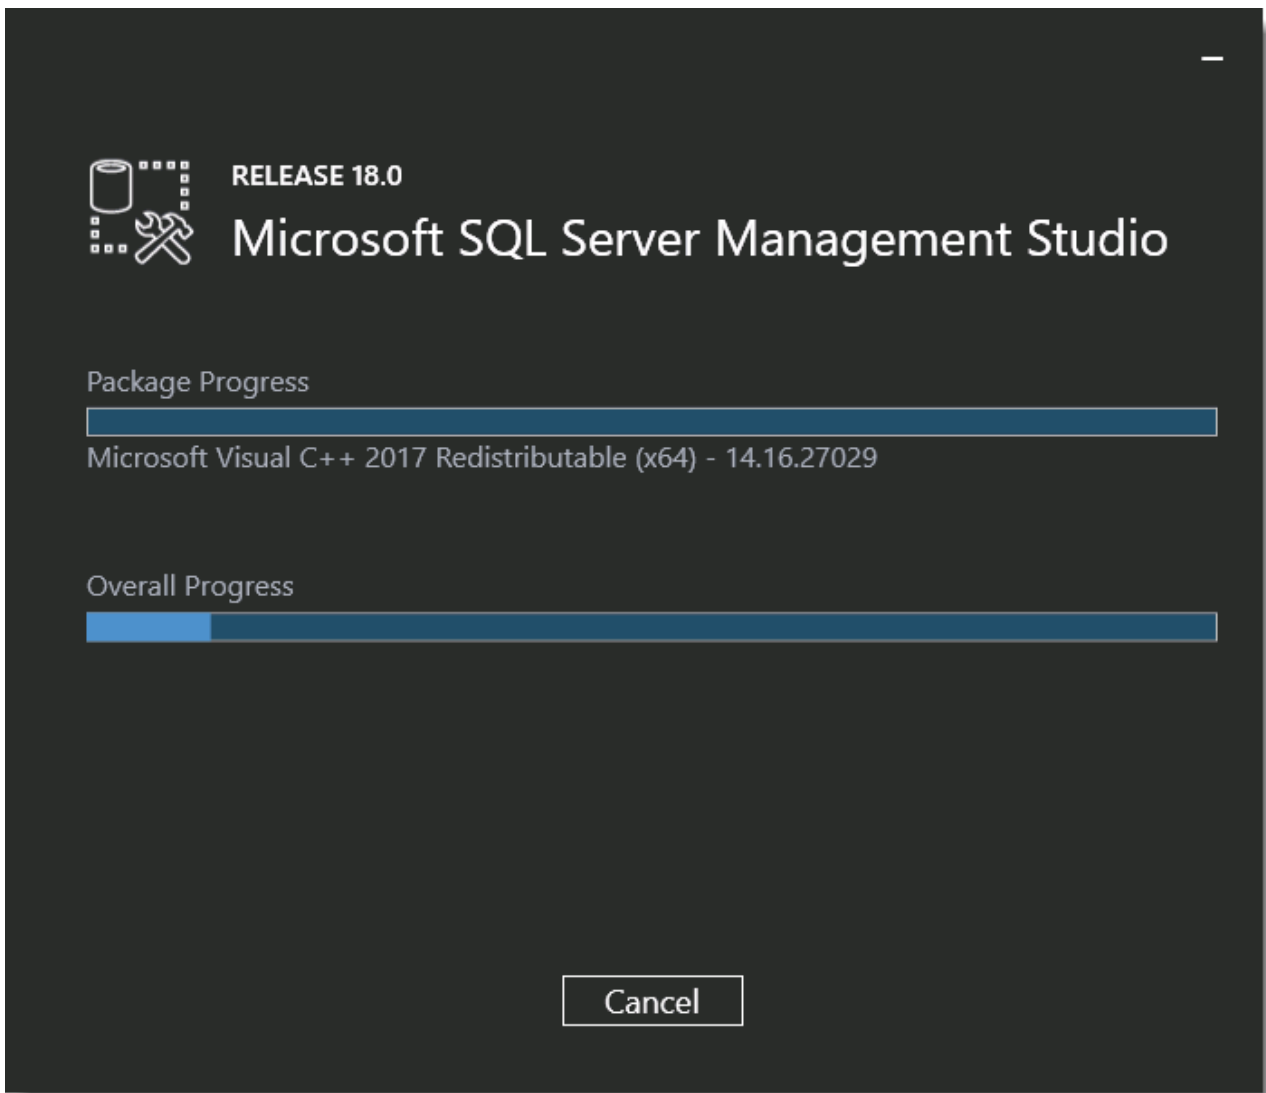 RELEASE 18.0
Microsoft SQL Server Management Studio
Package Progress
Microsoft Visual C++ 2017 Redistributable (x64) - 14.16.27029
Overall Progress
Cancel